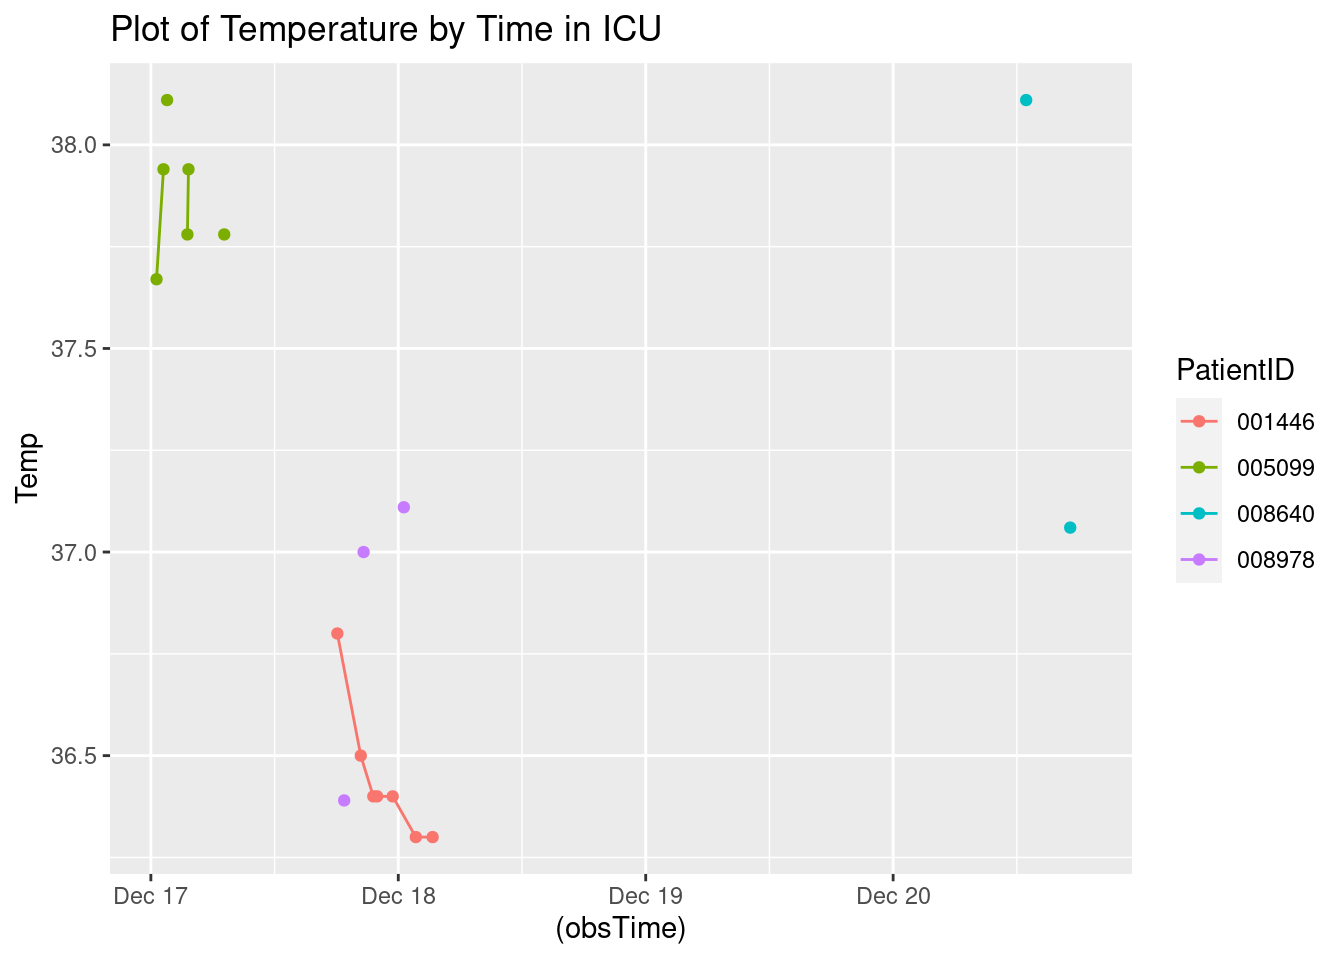 Plot of Temperature by Time in ICU
38.0
37.5
37.0
36.5
Temp
Dec 17
Dec 18
Dec 19
Dec 20
(obsTime)
PatientID
001446
005099
008640
008978